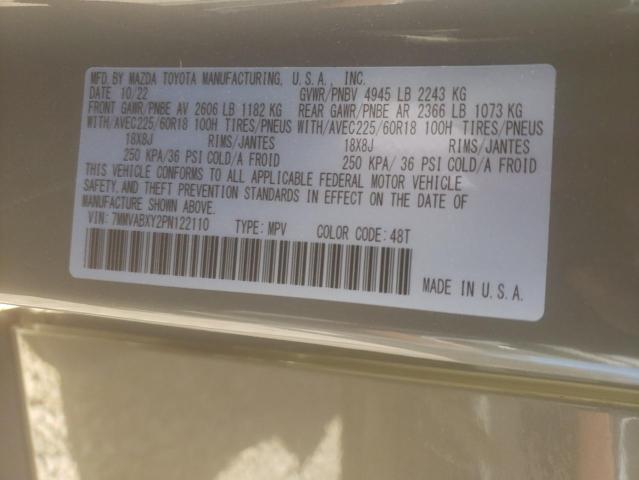 MFD. BY MAZDA TOYOTA MANUFACTURING, U.S.A., INC.
DATE 10/22 GVWR/PNBV 4945 LB 2243 KG
FRONT GAWR/PNBE AV 2606 LB 1182 KG REAR GAWR/PNBE AR 2366 LB 1073 KG
WITH/AVEC225/60R18 100H TIRES/PNEUS WITH/AVEC225/60R18 100H TIRES/PNEUS
18X8J RIMS/JANTES 18X8J RIMS/JANTES
250 KPA/36 PSI COLD/A FROID 250 KPA/36 PSI COLD/A FROID
THIS VEHICLE CONFORMS TO ALL APPLICABLE FEDERAL MOTOR VEHICLE
SAFETY, AND THEFT PREVENTION STANDARDS IN EFFECT ON THE DATE OF
MANUFACTURE SHOWN ABOVE.
VIN: 7MMVABXY2PN122110 TYPE: MPV COLOR CODE: 48T
MADE IN U.S.A.